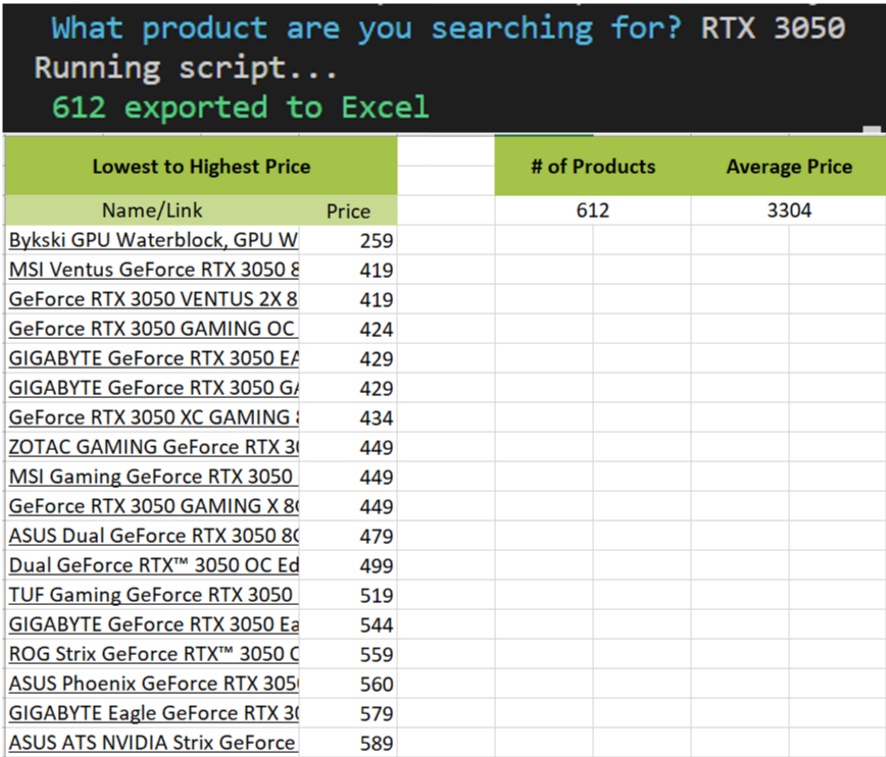 What product are you searching for? RTX 3050
Running script...
612 exported to Excel
Lowest to Highest Price
# of Products Average Price
Name/Link Price
612 3304
Bykski GPU Waterblock, GPU W 259
MSI Ventus GeForce RTX 3050 8 419
GeForce RTX 3050 VENTUS 2X 8 419
GeForce RTX 3050 GAMING OC 424
GIGABYTE GeForce RTX 3050 EA 429
GIGABYTE GeForce RTX 3050 GA 429
GeForce RTX 3050 XC GAMING 434
ZOTAC GAMING GeForce RTX 30 449
MSI Gaming GeForce RTX 3050 449
GeForce RTX 3050 GAMING X 8G 449
ASUS Dual GeForce RTX 3050 8G 479
Dual GeForce RTX™ 3050 OC Ed 499
TUF Gaming GeForce RTX 3050 519
GIGABYTE GeForce RTX 3050 Ea 544
ROG Strix GeForce RTX™ 3050 O 559
ASUS Phoenix GeForce RTX 3050 560
GIGABYTE Eagle GeForce RTX 30 579
ASUS ATS NVIDIA Strix GeForce 589